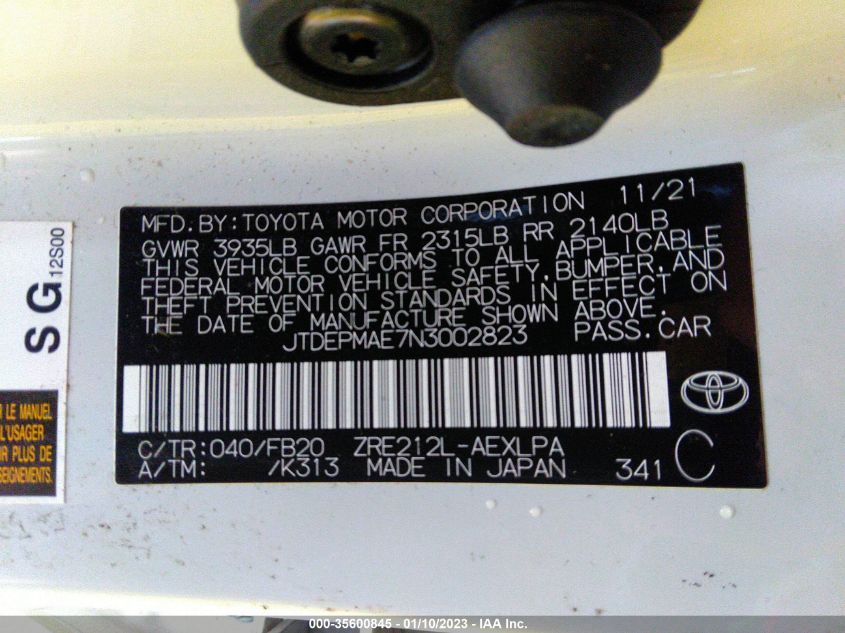 MFD. BY: TOYOTA MOTOR CORPORATION 11/21
GVWR 3935LB GAWR FR 2315LB RR 2140LB
THIS VEHICLE CONFORMS TO ALL APPLICABLE
FEDERAL MOTOR VEHICLE SAFETY, BUMPER, AND
THEFT PREVENTION STANDARDS IN EFFECT ON
THE DATE OF MANUFACTURE SHOWN ABOVE.
JTDEPMAE7N3002823 PASS. CAR
C/TR: 040/FB20 ZRE212L-AEXLPA
A/TM: /K313 MADE IN JAPAN 341 C
S G 12S00
LE MANUEL
L'USAGER
R PLUS DE
SEIGNEMENTS.
000-35600845 - 01/10/2023 - IAA Inc.